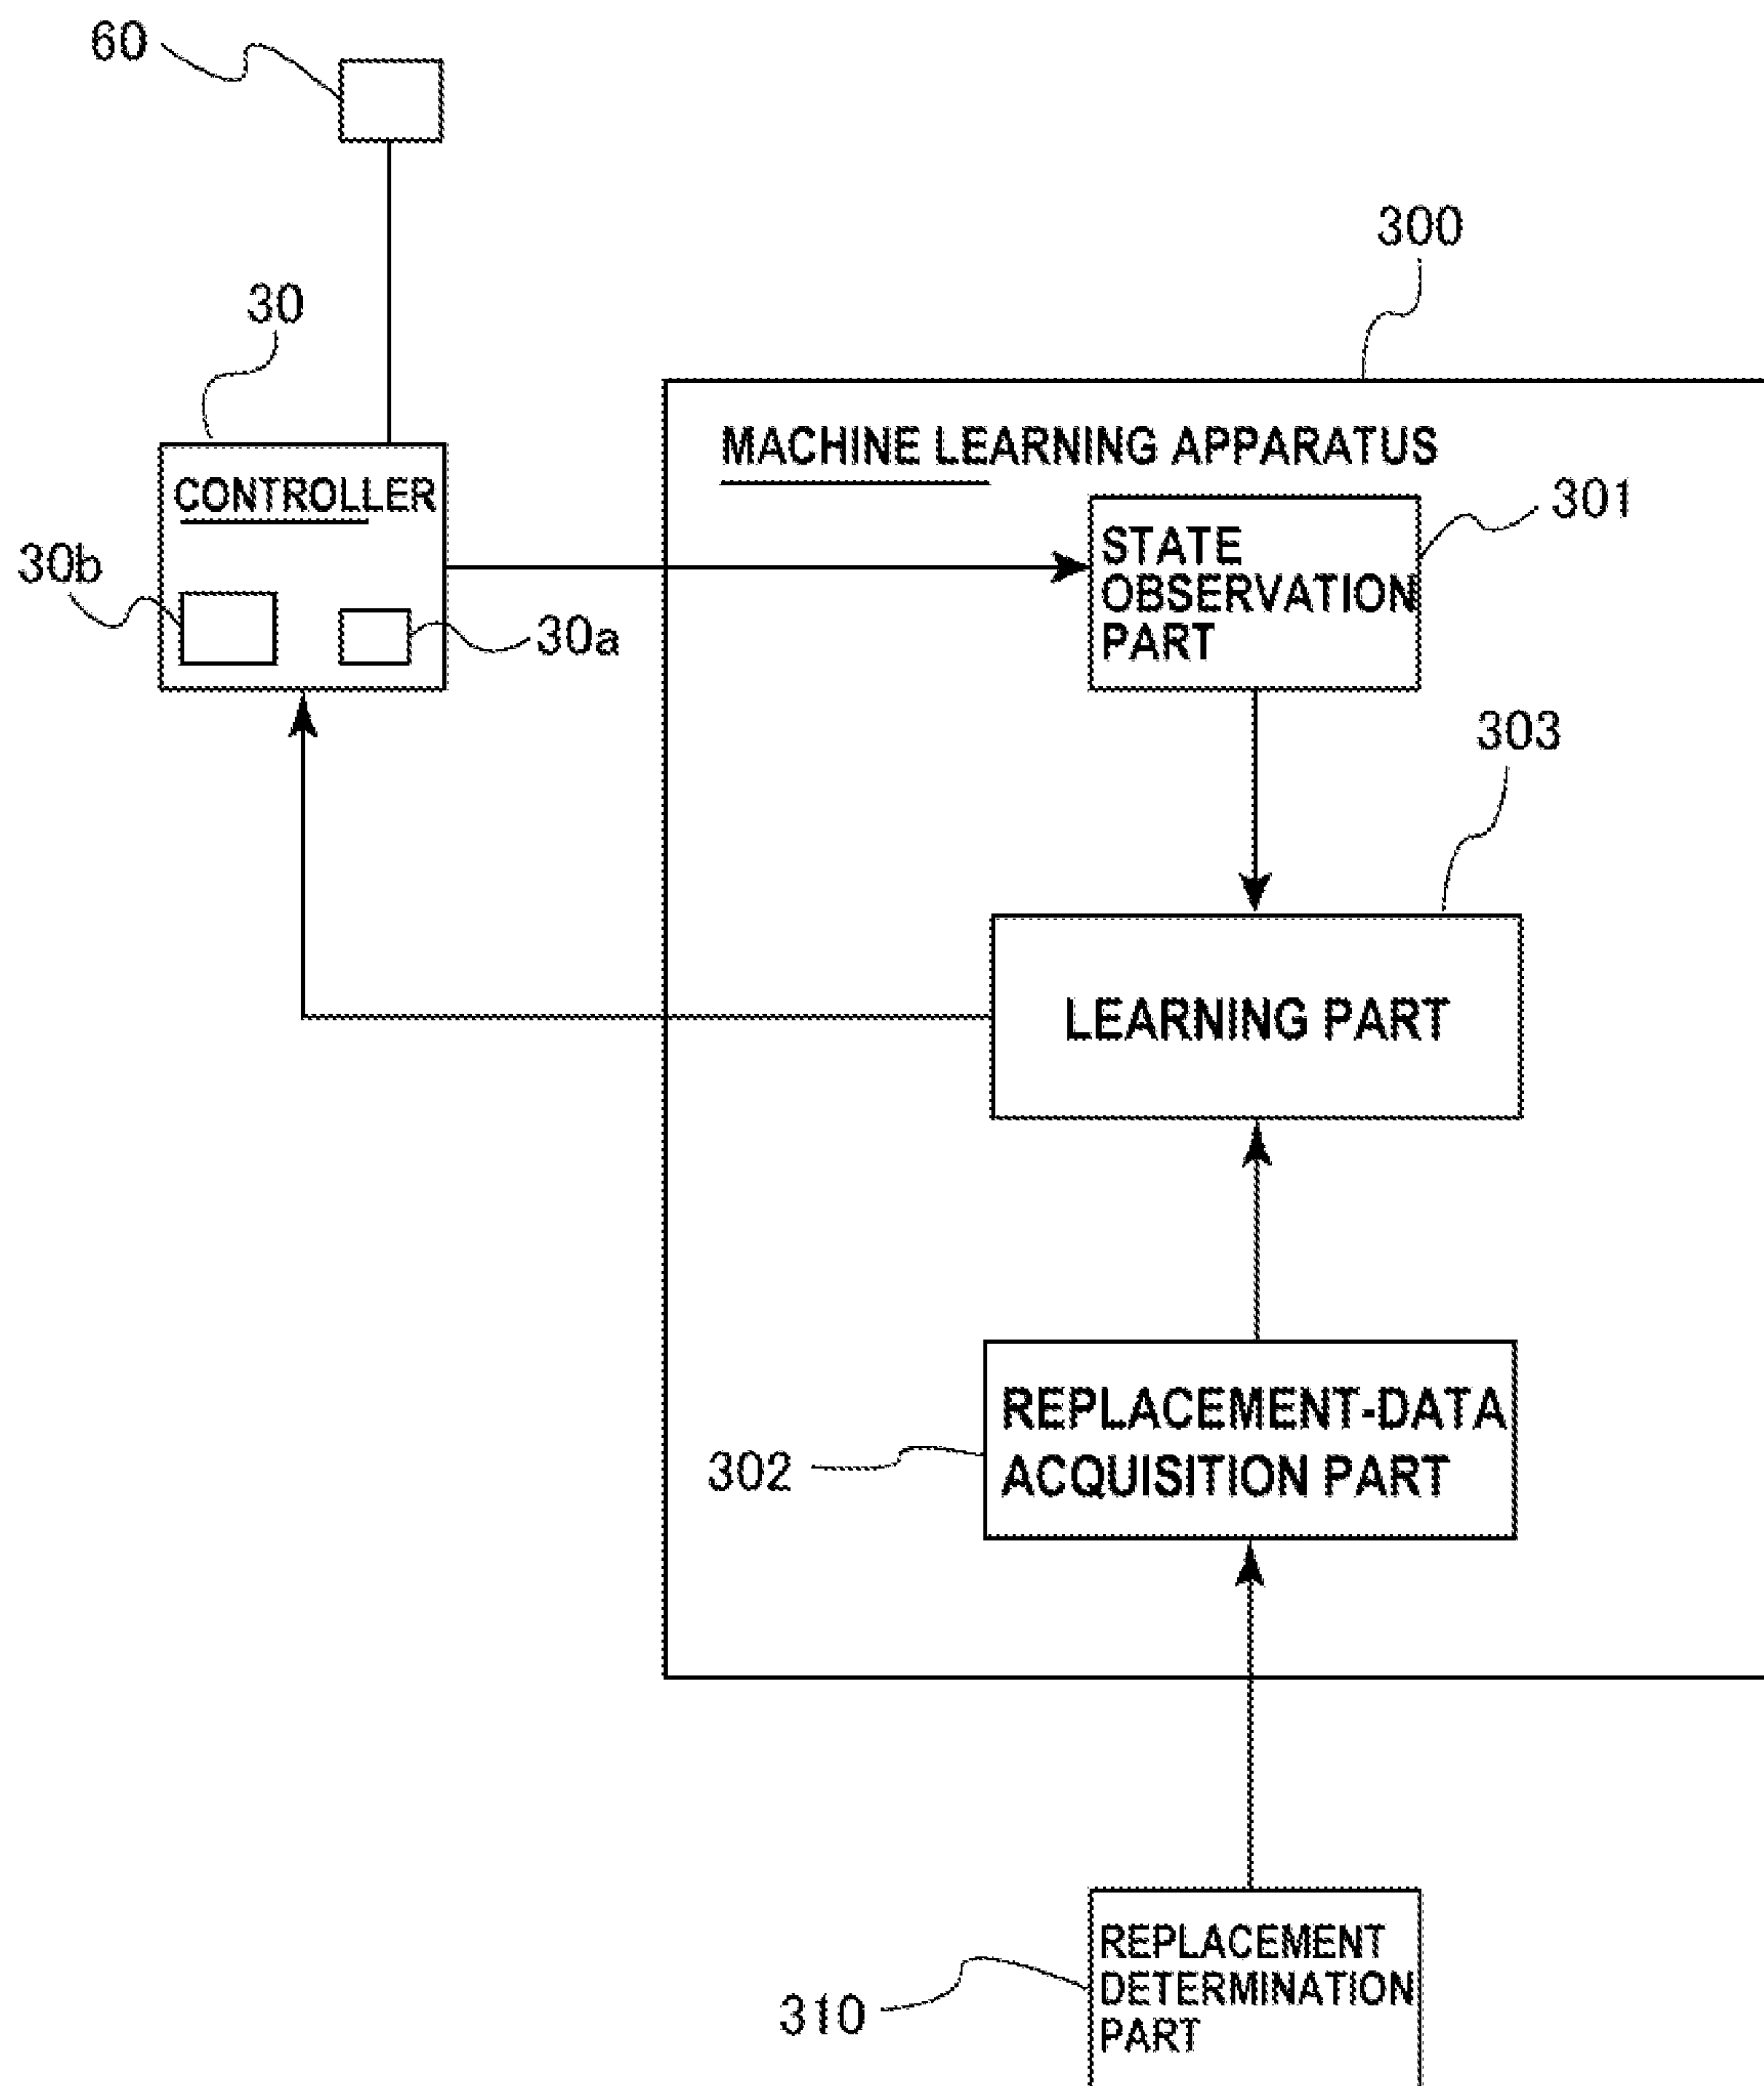 60
300
30
MACHINE LEARNING APPARATUS
CONTROLLER
301
STATE
OBSERVATION
PART
30b
30a
303
LEARNING PART
REPLACEMENT-DATA
ACQUISITION PART
302
REPLACEMENT
DETERMINATION
PART
310